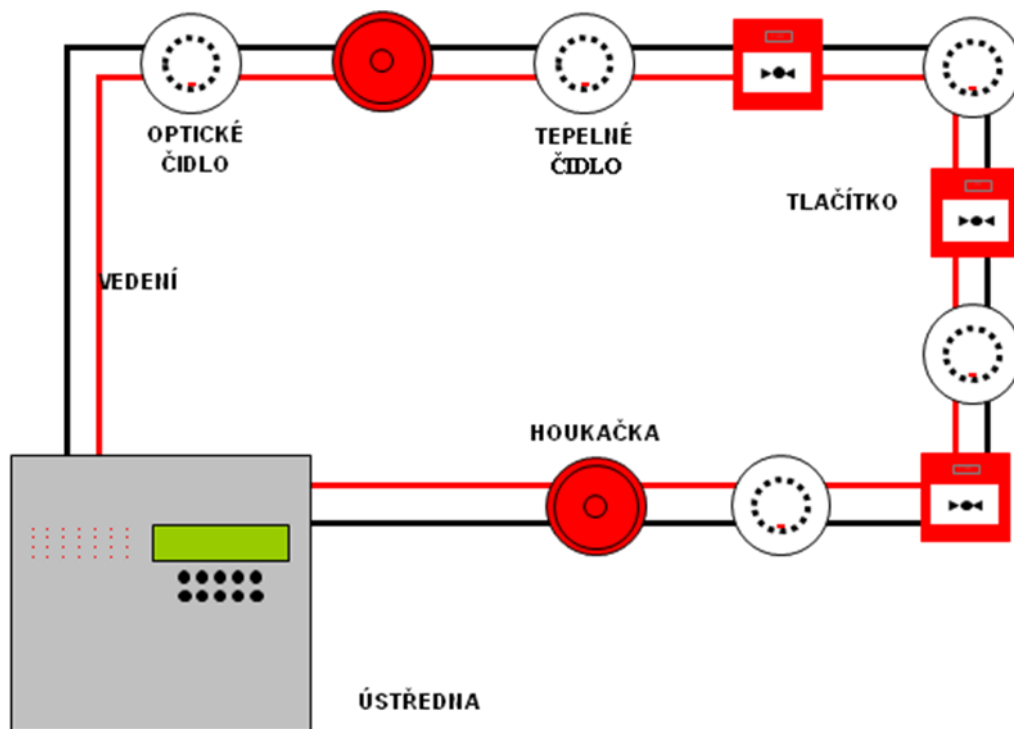 OPTICKÉ
ČIDLO
TEPELNÉ
ČIDLO
TLAČÍTKO
VEDENÍ
HOUKAČKA
ÚSTŘEDNA